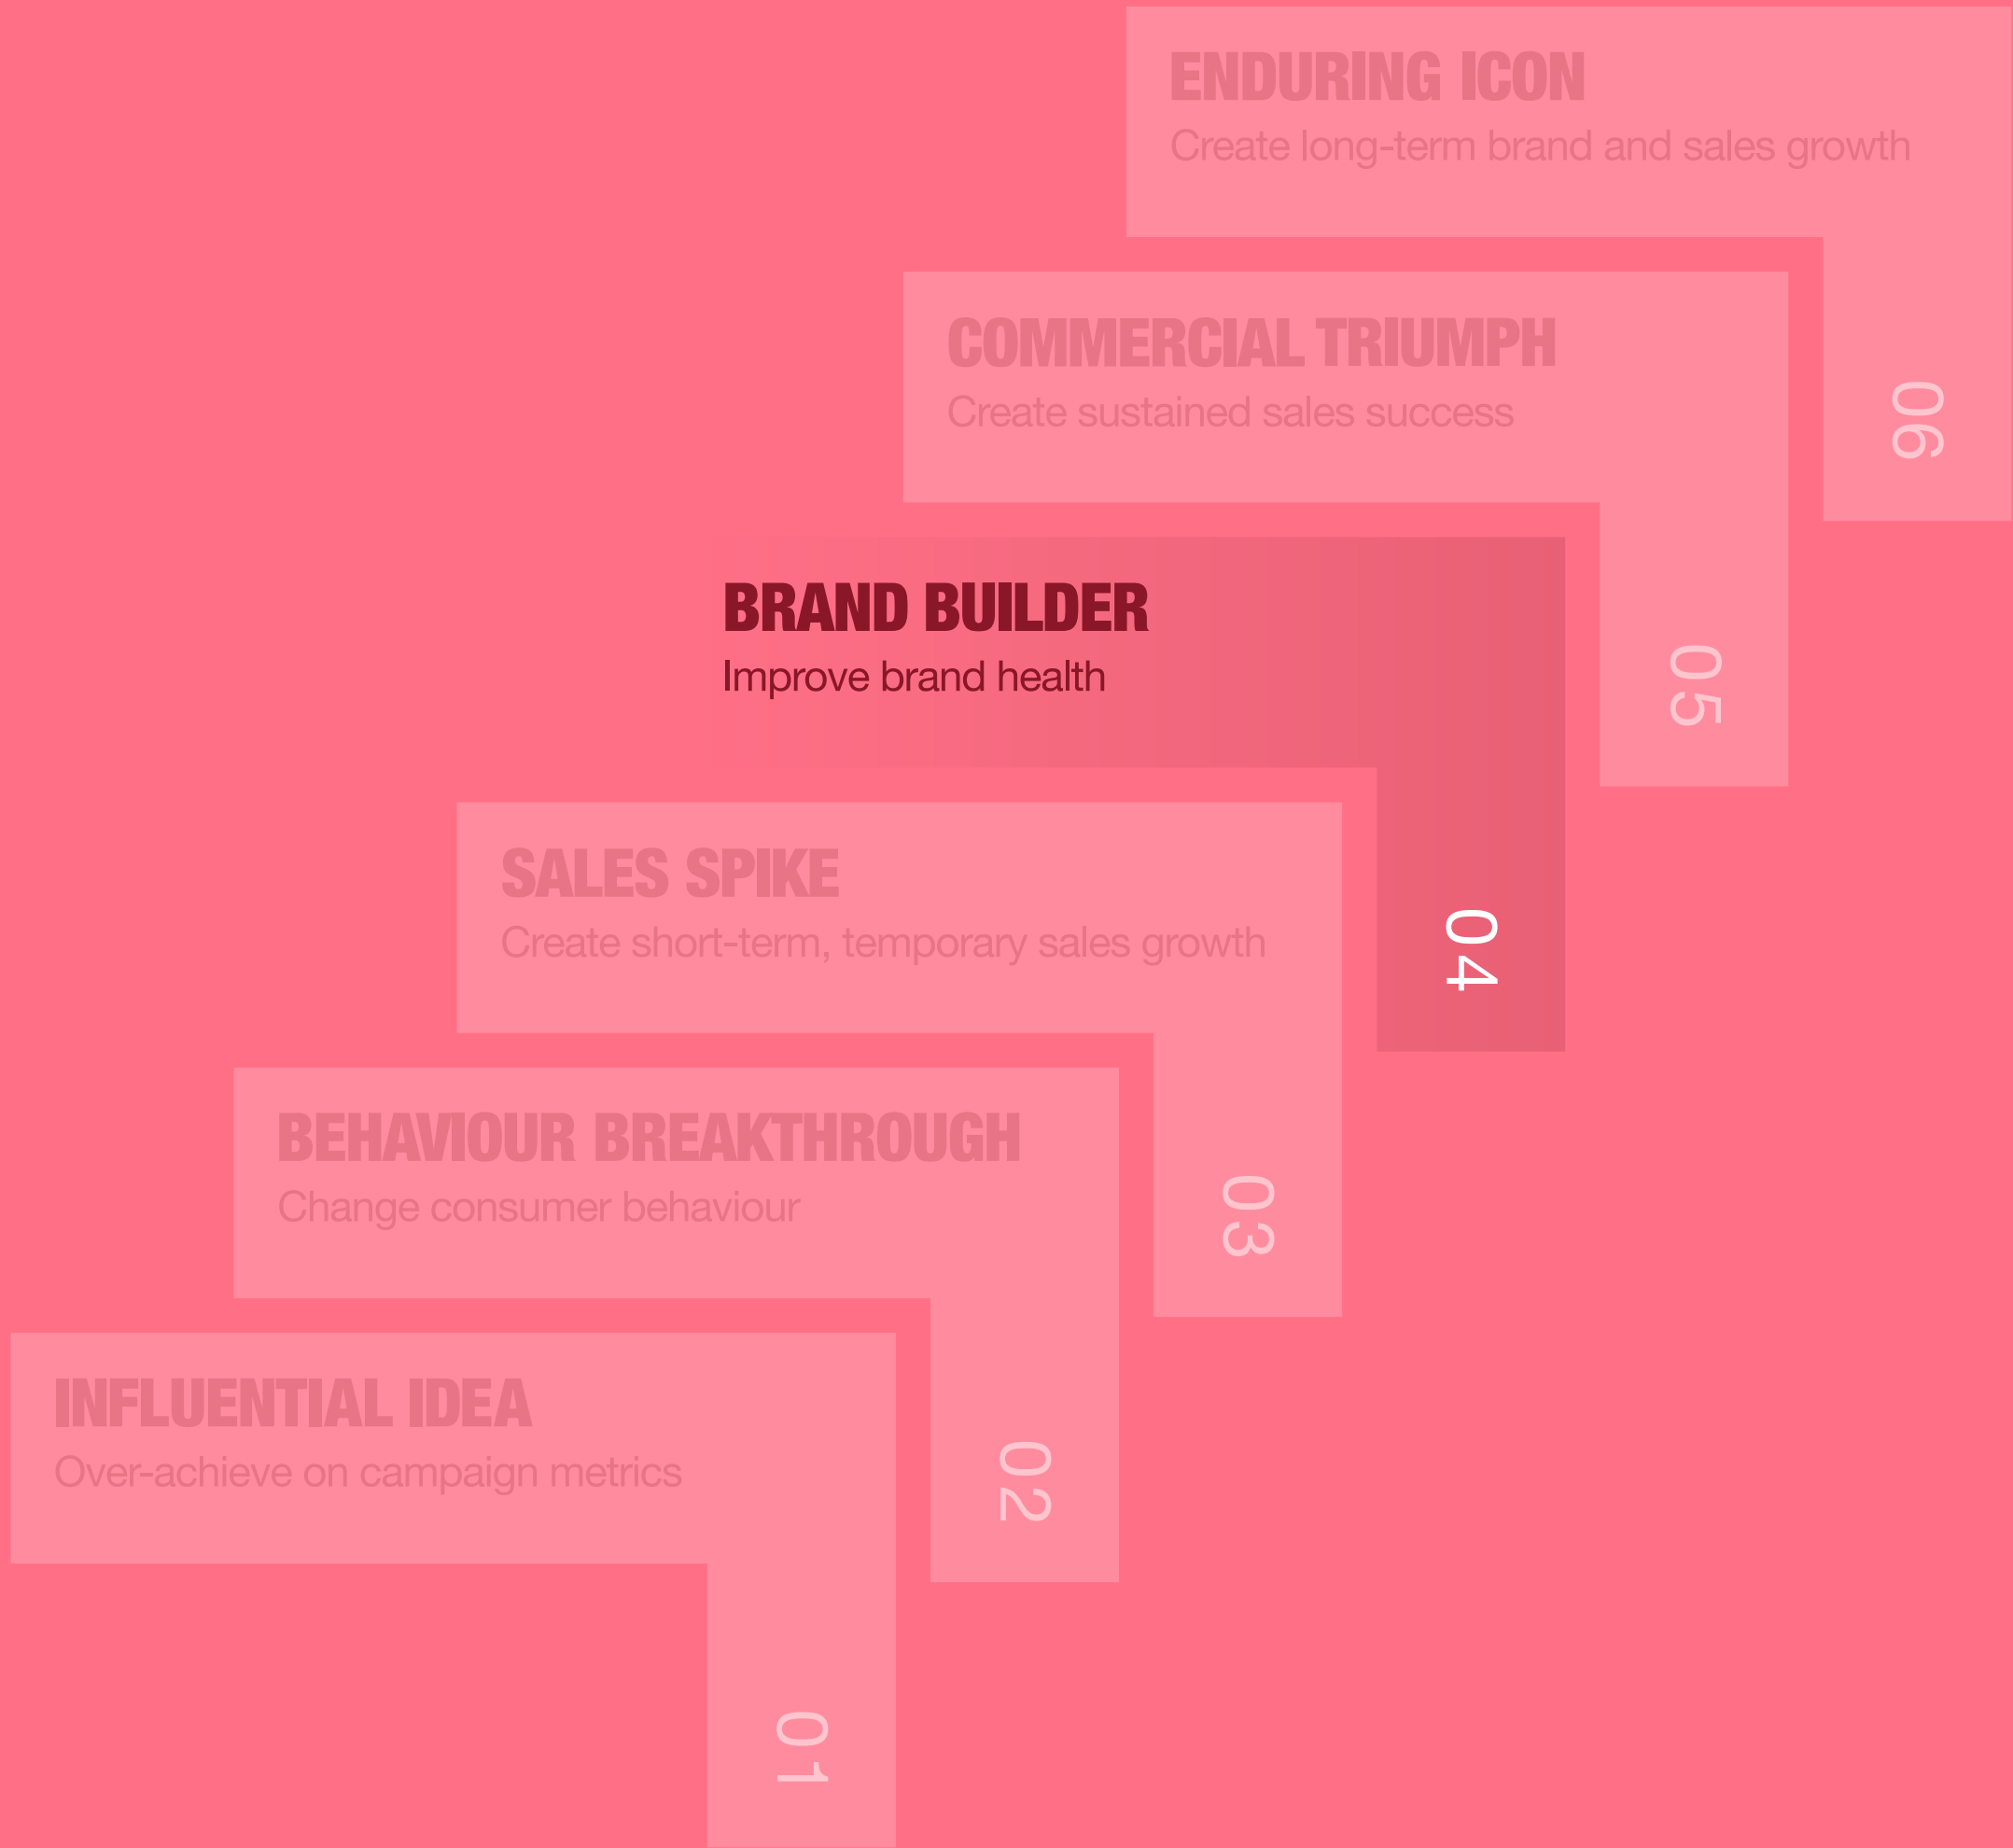 ENDURING ICON
Create long-term brand and sales growth
06
COMMERCIAL TRIUMPH
Create sustained sales success
05
BRAND BUILDER
Improve brand health
04
SALES SPIKE
Create short-term, temporary sales growth
03
BEHAVIOUR BREAKTHROUGH
Change consumer behaviour
02
INFLUENTIAL IDEA
Over-achieve on campaign metrics
01